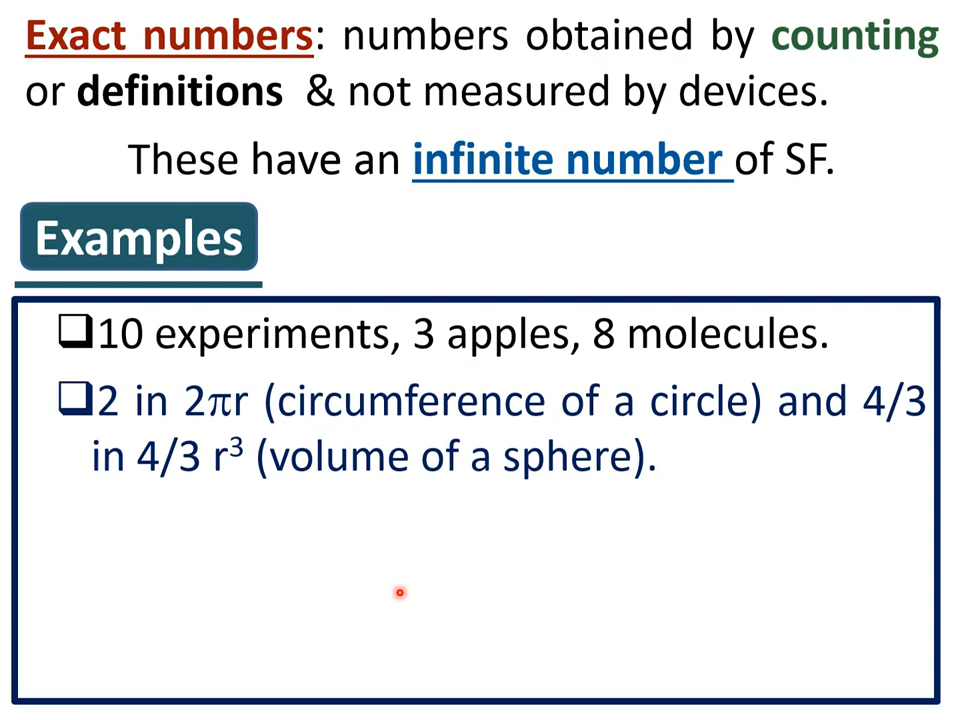 Exact numbers: numbers obtained by counting
or definitions & not measured by devices.
These have an infinite number of SF.
Examples
❑10 experiments, 3 apples, 8 molecules.
❑2 in 2πr (circumference of a circle) and 4/3
in 4/3 r³ (volume of a sphere).